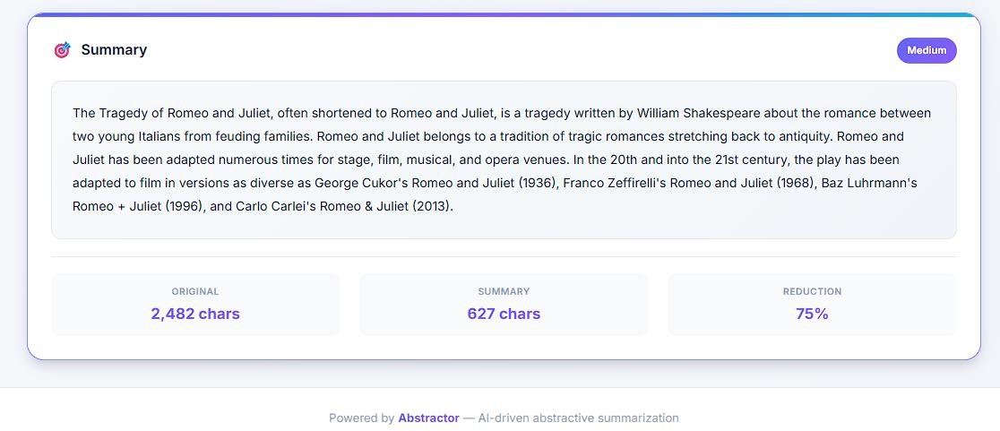 Summary
Medium
The Tragedy of Romeo and Juliet, often shortened to Romeo and Juliet, is a tragedy written by William Shakespeare about the romance between
two young Italians from feuding families. Romeo and Juliet belongs to a tradition of tragic romances stretching back to antiquity. Romeo and
Juliet has been adapted numerous times for stage, film, musical, and opera venues. In the 20th and into the 21st century, the play has been
adapted to film in versions as diverse as George Cukor's Romeo and Juliet (1936), Franco Zeffirelli's Romeo and Juliet (1968), Baz Luhrmann's
Romeo + Juliet (1996), and Carlo Carlei's Romeo & Juliet (2013).
ORIGINAL
2,482 chars
SUMMARY
627 chars
REDUCTION
75%
Powered by Abstractor — AI-driven abstractive summarization